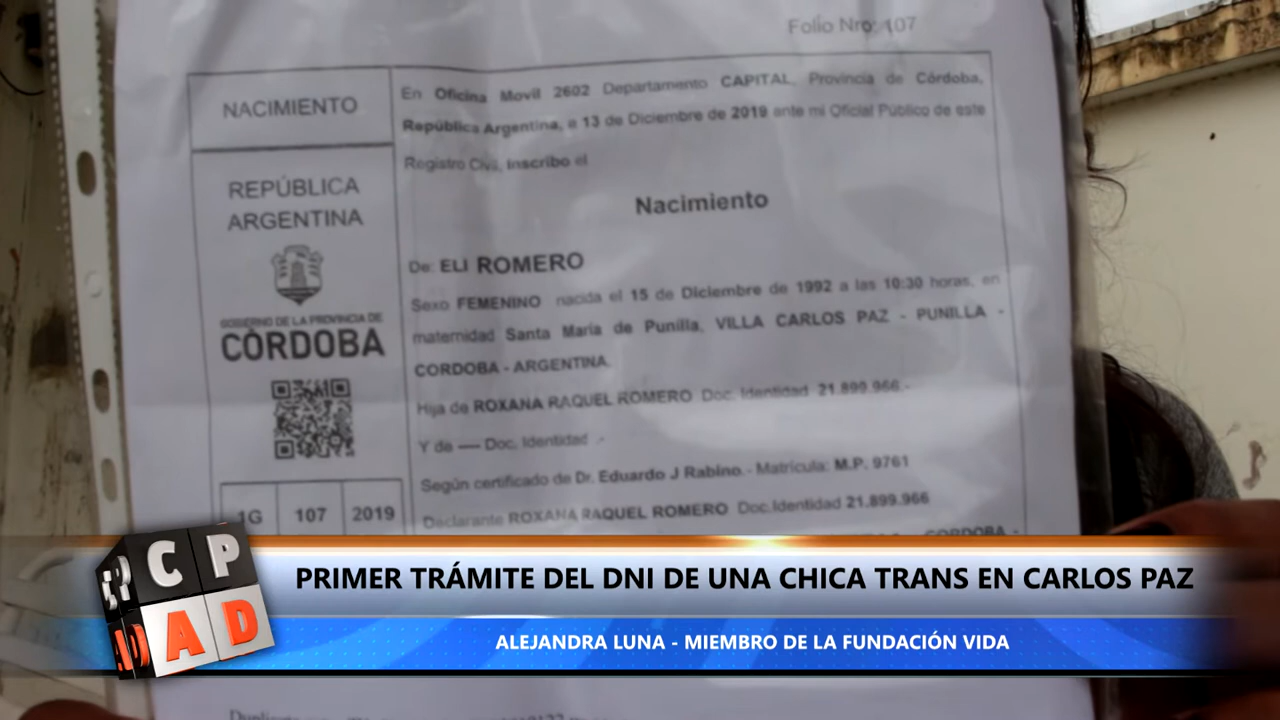 Folio Nro: 107
NACIMIENTO
REPÚBLICA
ARGENTINA
GOBIERNO DE LA PROVINCIA DE
CÓRDOBA
1G 107 2019
En Oficina Movil 2602 Departamento CAPITAL, Provincia de Córdoba,
República Argentina, a 13 de Diciembre de 2019 ante mi Oficial Público de este
Registro Civil, inscribo el
Nacimiento
De: ELI ROMERO
Sexo FEMENINO nacida el 15 de Diciembre de 1992 a las 10:30 horas, en
maternidad Santa María de Punilla, VILLA CARLOS PAZ - PUNILLA -
CORDOBA - ARGENTINA.
Hija de ROXANA RAQUEL ROMERO Doc. Identidad 21.899.966.-
Y de ---- Doc. Identidad .-
Según certificado de Dr. Eduardo J Rabino.- Matrícula: M.P. 9761
Declarante ROXANA RAQUEL ROMERO Doc.Identidad 21.899.966
CORDOBA -
CP
AD
PRIMER TRÁMITE DEL DNI DE UNA CHICA TRANS EN CARLOS PAZ
ALEJANDRA LUNA - MIEMBRO DE LA FUNDACIÓN VIDA